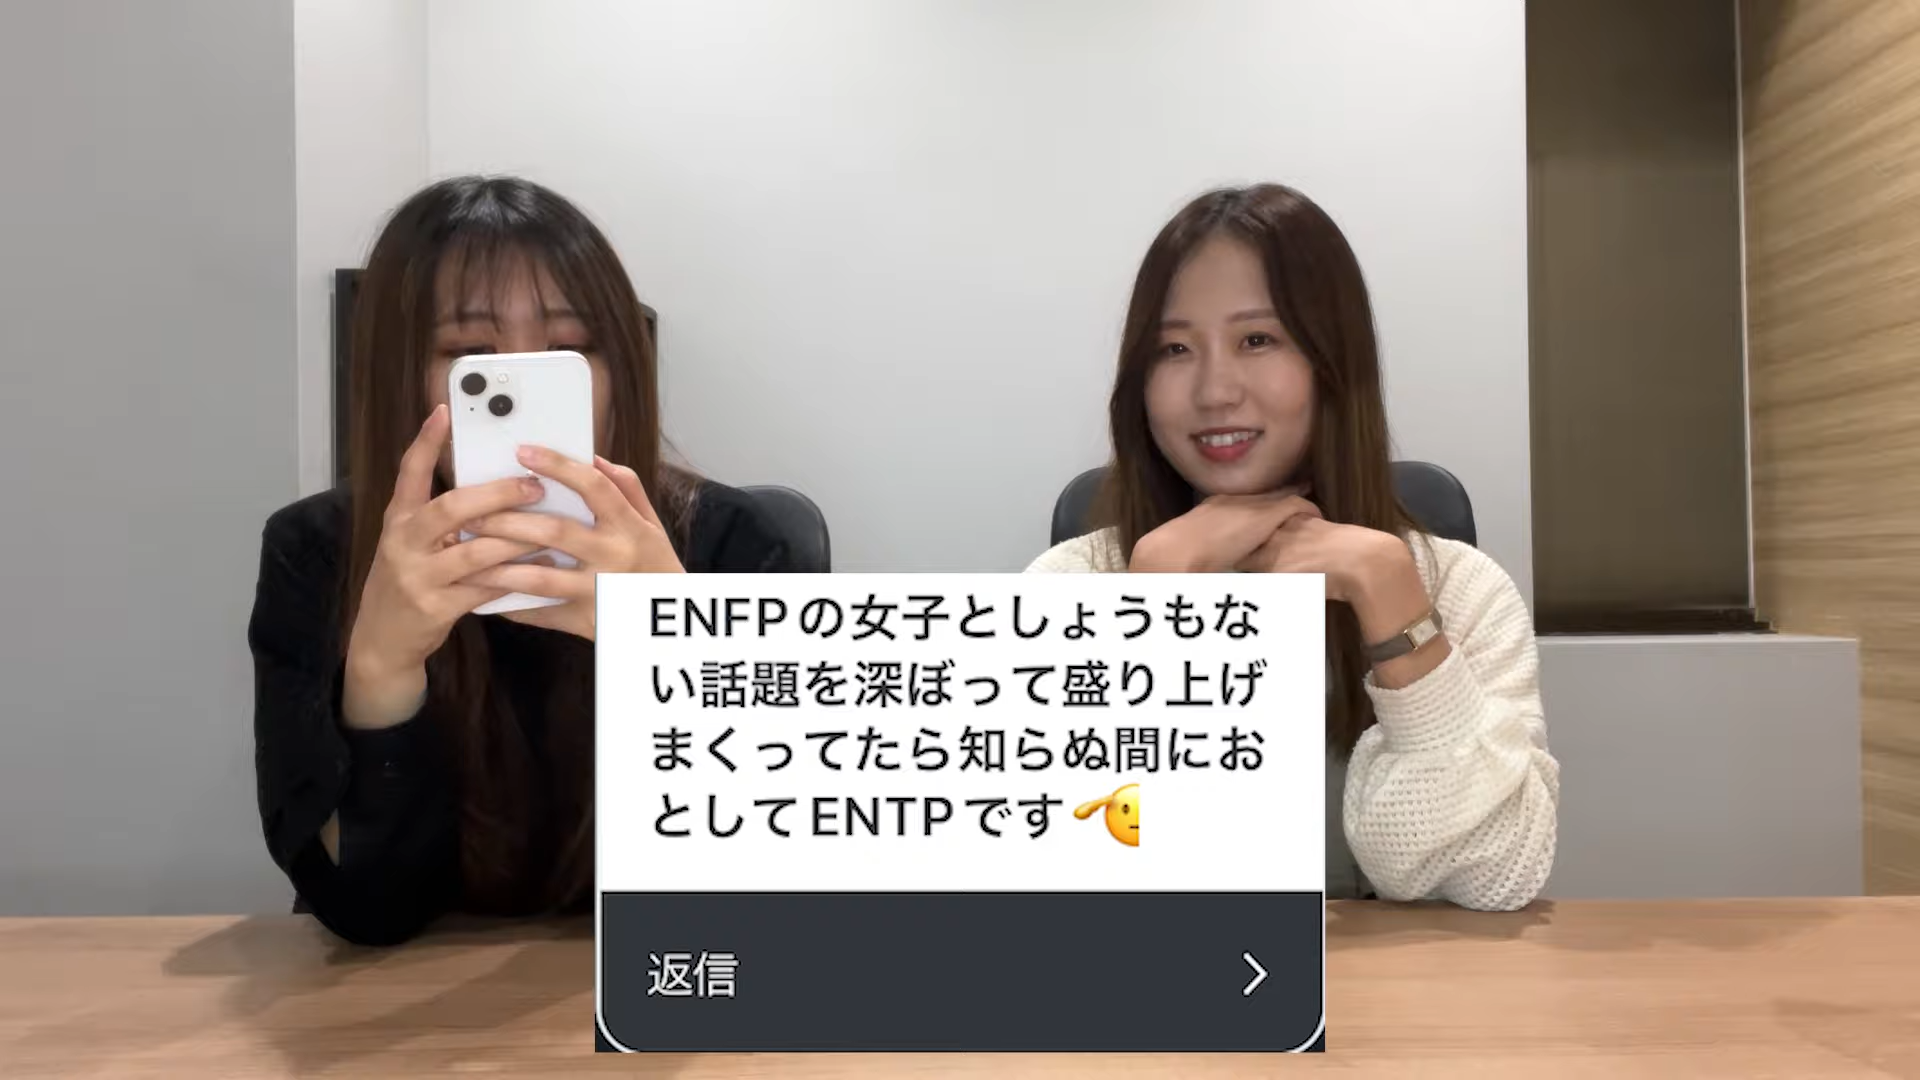 ENFPの女子としょうもな
い話題を深ぼって盛り上げ
まくってたら知らぬ間にお
としてENTPです🫡
返信